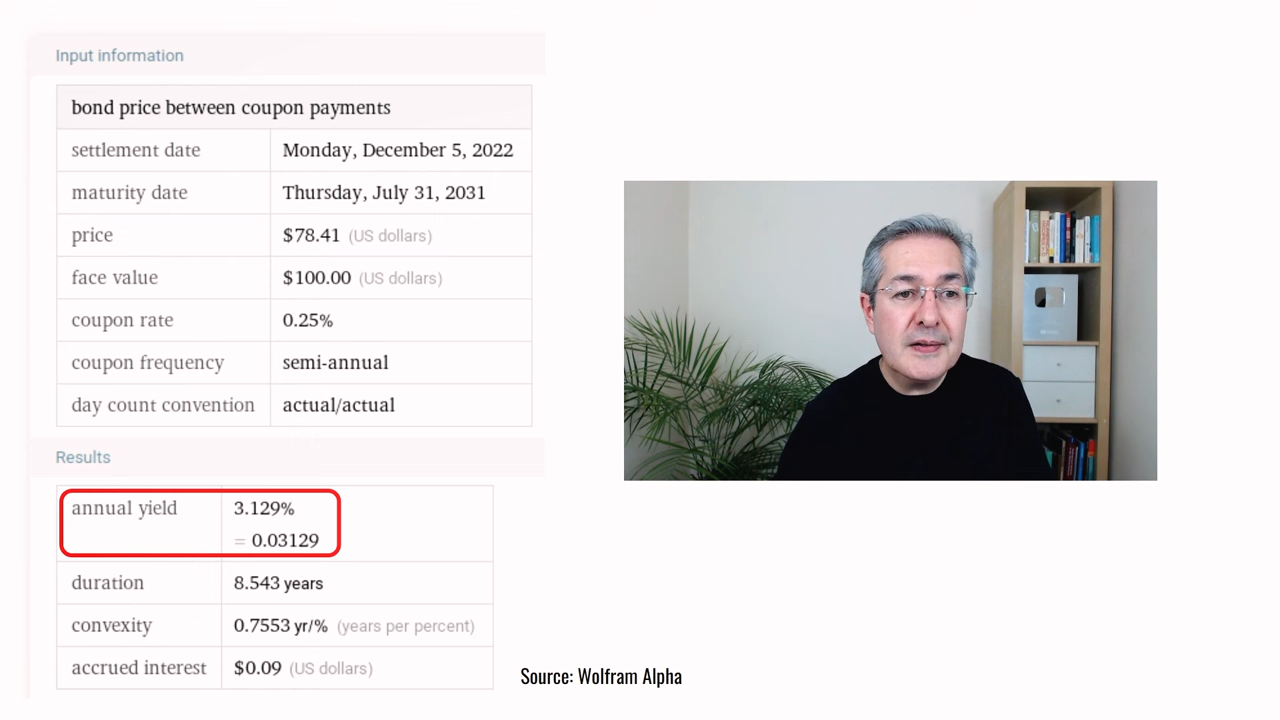 Input information
bond price between coupon payments
settlement date Monday, December 5, 2022
maturity date Thursday, July 31, 2031
price $78.41 (US dollars)
face value $100.00 (US dollars)
coupon rate 0.25%
coupon frequency semi-annual
day count convention actual/actual
Results
annual yield 3.129%
= 0.03129
duration 8.543 years
convexity 0.7553 yr/% (years per percent)
accrued interest $0.09 (US dollars)
Source: Wolfram Alpha